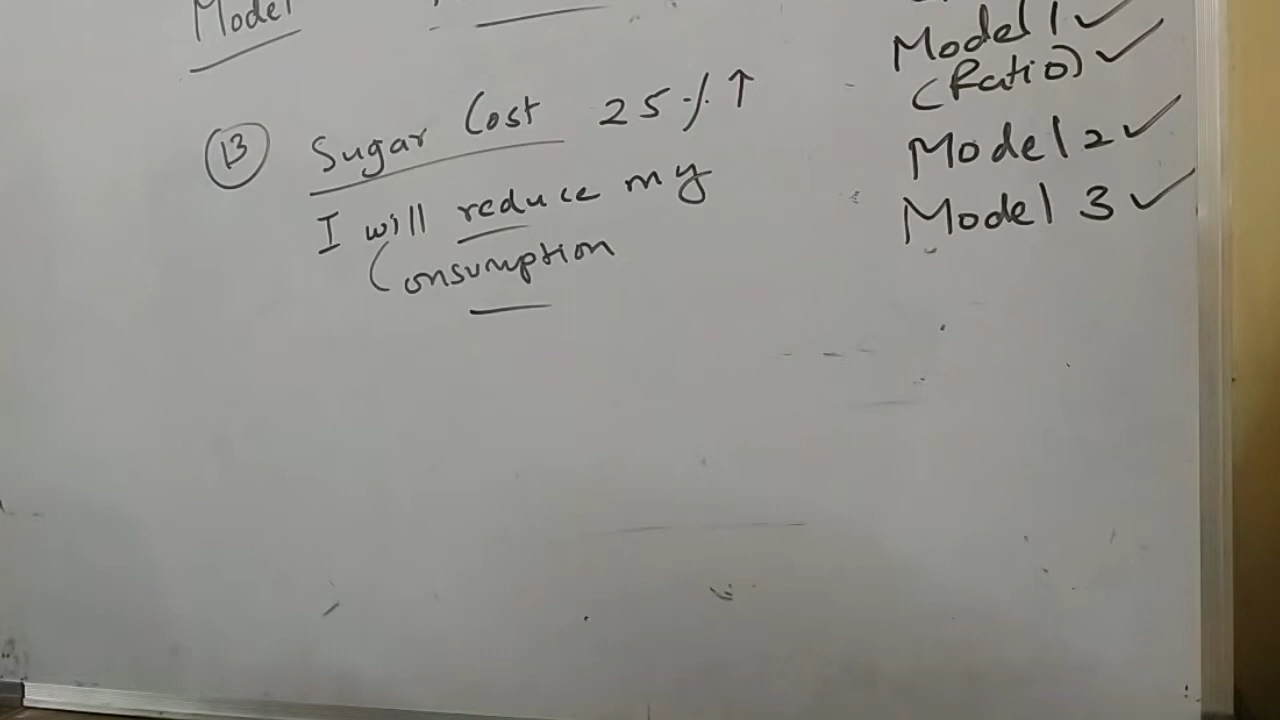 Model
13 Sugar Cost 25% ↑
I will reduce my
Consumption
Model 1 ✓
(Ratio) ✓
Model 2 ✓
Model 3 ✓